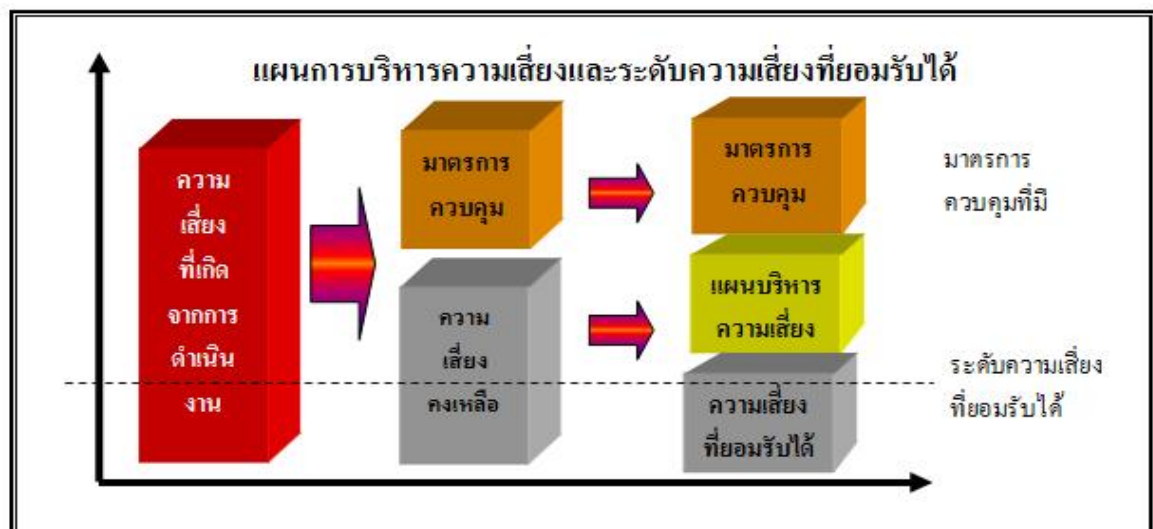 แผนการบริหารความเสี่ยงและระดับความเสี่ยงที่ยอมรับได้
ความ
เสี่ยง
ที่เกิด
จากการ
ดำเนิน
งาน
มาตรการ
ควบคุม
ความ
เสี่ยง
คงเหลือ
มาตรการ
ควบคุม
แผนบริหาร
ความเสี่ยง
ความเสี่ยง
ที่ยอมรับได้
มาตรการ
ควบคุมที่มี
ระดับความเสี่ยง
ที่ยอมรับได้